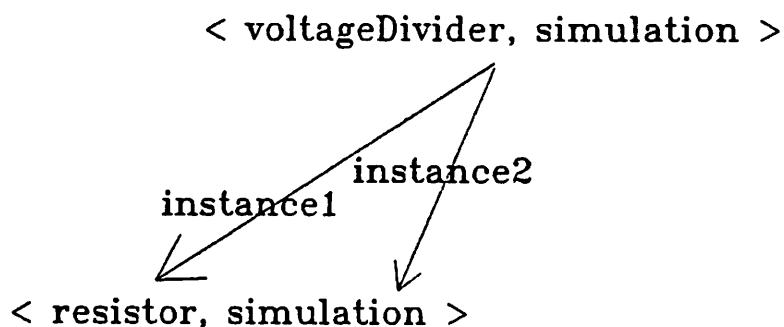 < voltageDivider, simulation >
instance2
instance1
< resistor, simulation >